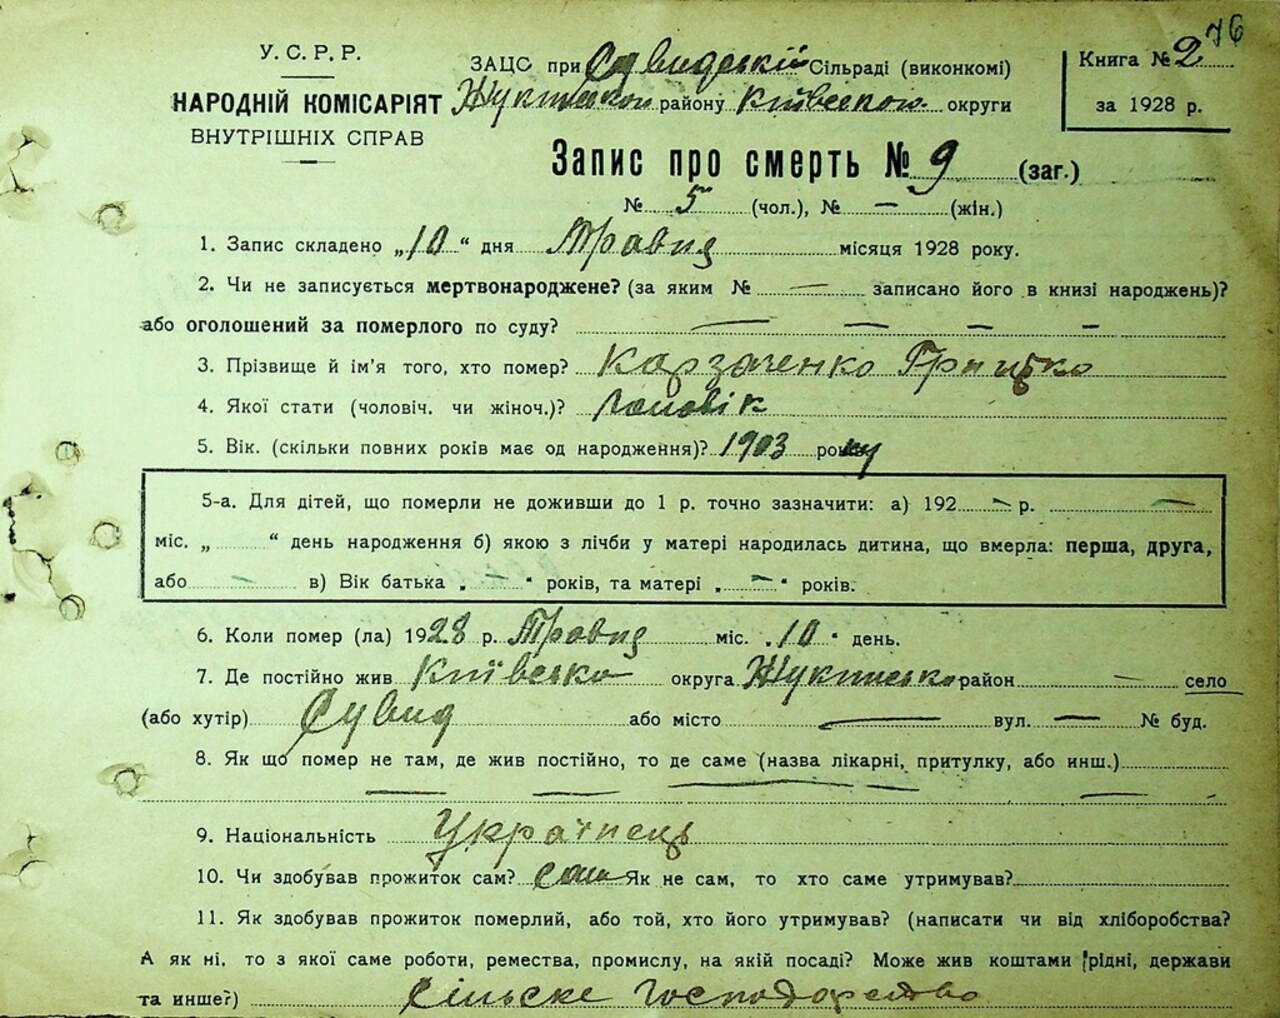 76
У.С.Р.Р.
НАРОДНІЙ КОМІСАРІЯТ
ВНУТРІШНІХ СПРАВ
ЗАЦС при Сувидській Сільраді (виконкомі)
району Київської округи
Книга № 2
за 1928 р.
Запис про смерть № 9 (заг.)
№ 5 (чол.), № — (жін.)
1. Запис складено „10" дня Травня місяця 1928 року.
2. Чи не записується мертвонароджене? (за яким № — записано його в книзі народжень)?
або оголошений за померлого по суду? — — — —
3. Прізвище й ім'я того, хто помер? Карзаченко Грицько
4. Якої стати (чоловіч. чи жіноч.)? Чоловік
5. Вік. (скільки повних років має од народження)? 1903 року
5-а. Для дітей, що померли не доживши до 1 р. точно зазначити: а) 192 — р. —
міс. „ “ день народження б) якою з лічби у матері народилась дитина, що вмерла: перша, друга,
або — в) Вік батька „ — “ років, та матері „ — “ років.
6. Коли помер (ла) 1928 р. Травня міс. „10“ день.
7. Де постійно жив Київсько округа район — село
(або хутір) Сувид або місто — вул. — № буд.
8. Як що помер не там, де жив постійно, то де саме (назва лікарні, притулку, або инш.)
— — — — —
9. Національність Українець
10. Чи здобував прожиток сам? сам Як не сам, то хто саме утримував?
11. Як здобував прожиток померлий, або той, хто його утримував? (написати чи від хліборобства?
А як ні, то з якої саме роботи, ремества, промислу, на якій посаді? Може жив коштами рідні, держави
та инше?) Сільске господарство